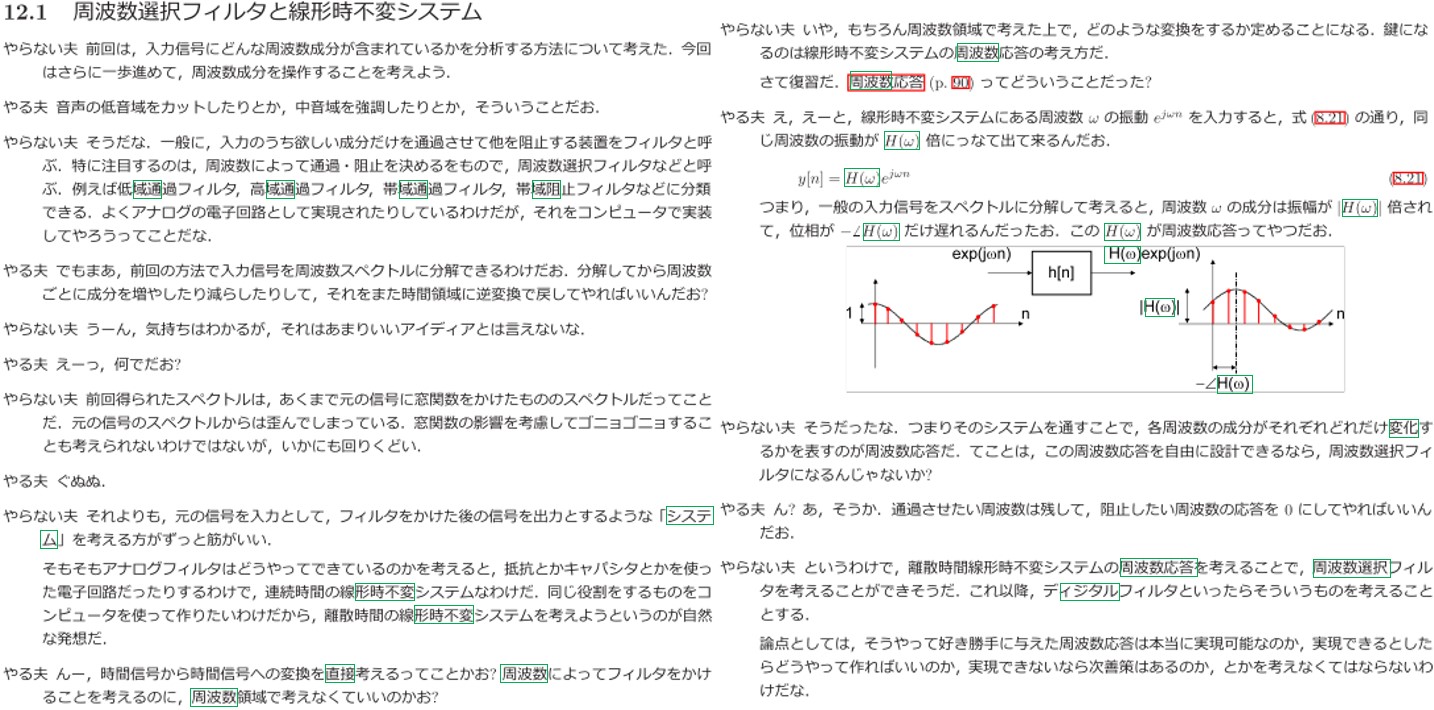 12.1 周波数選択フィルタと線形時不変システム
やらない夫 前回は，入力信号にどんな周波数成分が含まれているかを分析する方法について考えた．今回
はさらに一歩進めて，周波数成分を操作することを考えよう．
やる夫 音声の低音域をカットしたりとか，中音域を強調したりとか，そういうことだお．
やらない夫 そうだな．一般に，入力のうち欲しい成分だけを通過させて他を阻止する装置をフィルタと呼
ぶ．特に注目するのは，周波数によって通過・阻止を決めるをもので，周波数選択フィルタなどと呼
ぶ．例えば低域通過フィルタ，高域通過フィルタ，帯域通過フィルタ，帯域阻止フィルタなどに分類
できる．よくアナログの電子回路として実現されたりしているわけだが，それをコンピュータで実装
してやろうってことだな．
やる夫 でもまあ，前回の方法で入力信号を周波数スペクトルに分解できるわけだお．分解してから周波数
ごとに成分を増やしたり減らしたりして，それをまた時間領域に逆変換で戻してやればいいんだお?
やらない夫 うーん，気持ちはわかるが，それはあまりいいアイディアとは言えないな．
やる夫 えーっ，何でだお?
やらない夫 前回得られたスペクトルは，あくまで元の信号に窓関数をかけたもののスペクトルだってこと
だ．元の信号のスペクトルからは歪んでしまっている．窓関数の影響を考慮してゴニョゴニョするこ
とも考えられないわけではないが，いかにも回りくどい．
やる夫 ぐぬぬ．
やらない夫 それよりも，元の信号を入力として，フィルタをかけた後の信号を出力とするような「システ
ム」を考える方がずっと筋がいい．
そもそもアナログフィルタはどうやってできているのかを考えると，抵抗とかキャパシタとかを使っ
た電子回路だったりするわけで，連続時間の線形時不変システムなわけだ．同じ役割をするものをコ
ンピュータを使って作りたいわけだから，離散時間の線形時不変システムを考えようというのが自然
な発想だ．
やる夫 んー，時間信号から時間信号への変換を直接考えるってことかお? 周波数によってフィルタをかけ
ることを考えるのに，周波数領域で考えなくていいのかお?
やらない夫 いや，もちろん周波数領域で考えた上で，どのような変換をするか定めることになる．鍵にな
るのは線形時不変システムの周波数応答の考え方だ．
さて復習だ．周波数応答 (p. 90) ってどういうことだった?
やる夫 え，えーと，線形時不変システムにある周波数 ω の振動 e^{jωn} を入力すると，式 (8.21) の通り，同
じ周波数の振動が H(ω) 倍にっなて出て来るんだお．
y[n] = H(ω)e^{jωn} (8.21)
つまり，一般の入力信号をスペクトルに分解して考えると，周波数 ω の成分は振幅が |H(ω)| 倍され
て，位相が −∠H(ω) だけ遅れるんだったお．この H(ω) が周波数応答ってやつだお．
exp(jωn) h[n] H(ω)exp(jωn)
1 n |H(ω)| n
−∠H(ω)
やらない夫 そうだったな．つまりそのシステムを通すことで，各周波数の成分がそれぞれどれだけ変化す
るかを表すのが周波数応答だ．てことは，この周波数応答を自由に設計できるなら，周波数選択フィ
ルタになるんじゃないか?
やる夫 ん? あ，そうか．通過させたい周波数は残して，阻止したい周波数の応答を 0 にしてやればいいん
だお．
やらない夫 というわけで，離散時間線形時不変システムの周波数応答を考えることで，周波数選択フィル
タを考えることができそうだ．これ以降，ディジタルフィルタといったらそういうものを考えること
とする．
論点としては，そうやって好き勝手に与えた周波数応答は本当に実現可能なのか，実現できるとした
らどうやって作ればいいのか，実現できないなら次善策はあるのか，とかを考えなくてはならないわ
けだな．